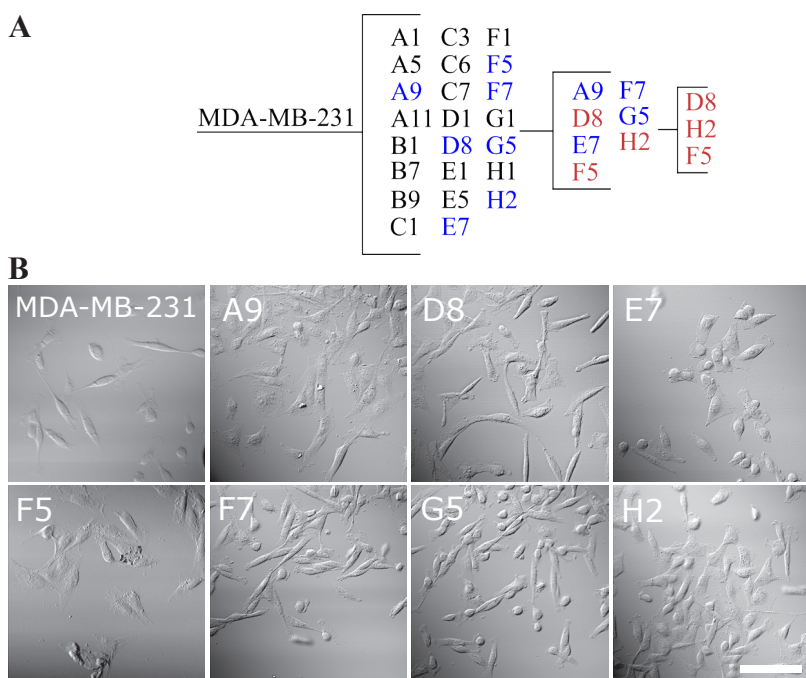 A
A1 C3 F1
A5 C6 F5
A9 C7 F7
MDA-MB-231 A11 D1 G1
B1 D8 G5
B7 E1 H1
B9 E5 H2
C1 E7
A9 F7
D8 G5
E7 H2
F5
D8
H2
F5
B
MDA-MB-231 A9 D8 E7
F5 F7 G5 H2